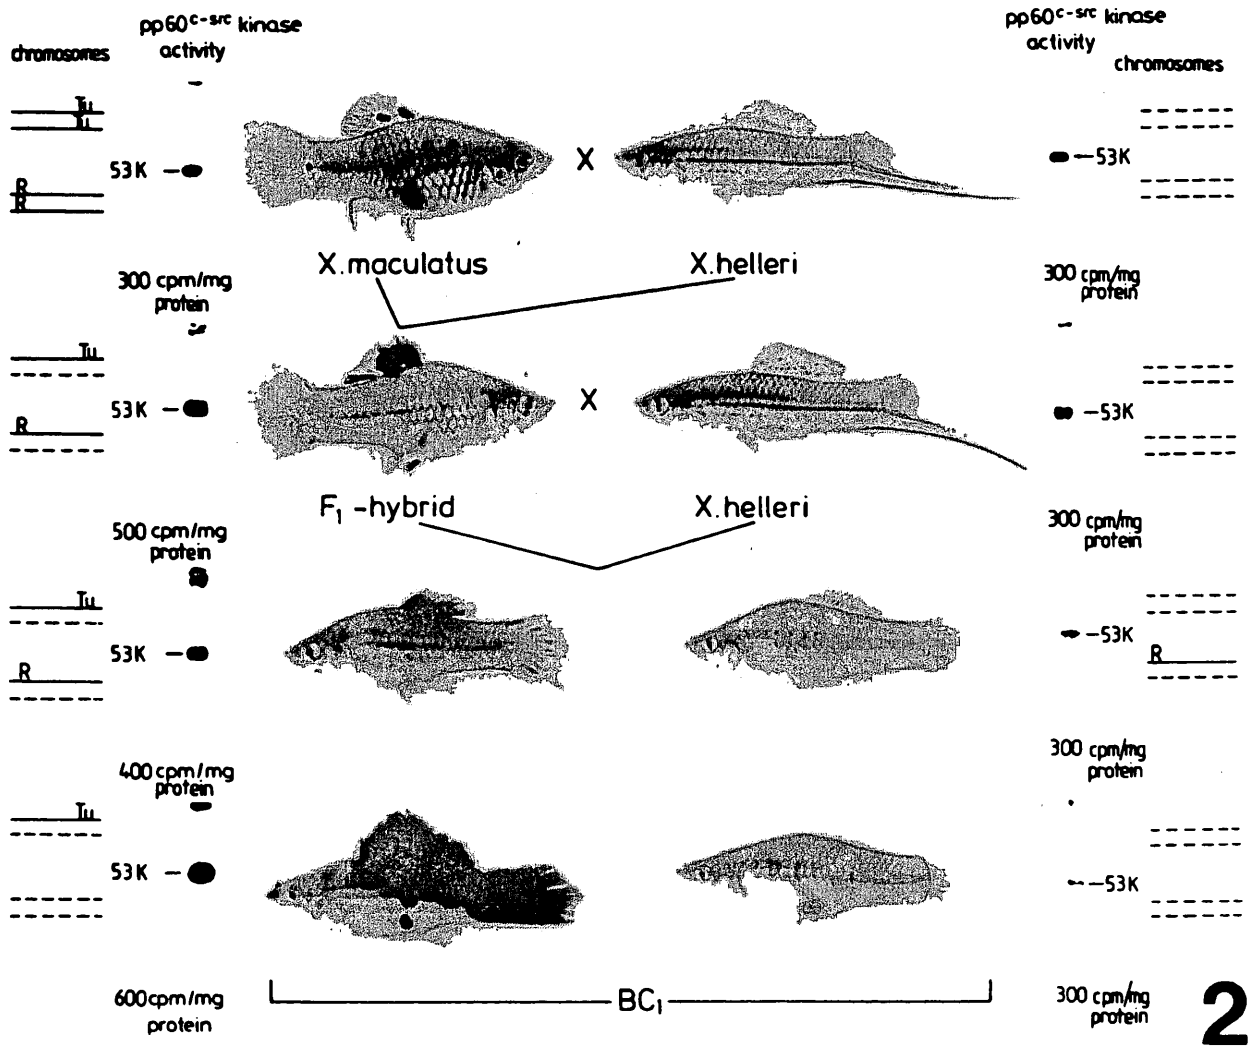 pp60c-src kinase
activity
chromosomes
pp60c-src kinase
activity
chromosomes
Tu
Tu
53K
R
R
X
53K
X.maculatus
X.helleri
300 cpm/mg
protein
300 cpm/mg
protein
Tu
53K
R
X
53K
F1-hybrid
X.helleri
500 cpm/mg
protein
300 cpm/mg
protein
Tu
53K
R
53K
R
400 cpm/mg
protein
300 cpm/mg
protein
Tu
53K
53K
600 cpm/mg
protein
BC1
300 cpm/mg
protein
2